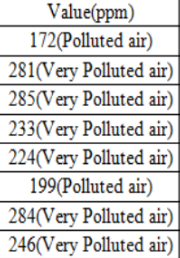 Value(ppm)
172(Polluted air)
281(Very Polluted air)
285(Very Polluted air)
233(Very Polluted air)
224(Very Polluted air)
199(Polluted air)
284(Very Polluted air)
246(Very Polluted air)